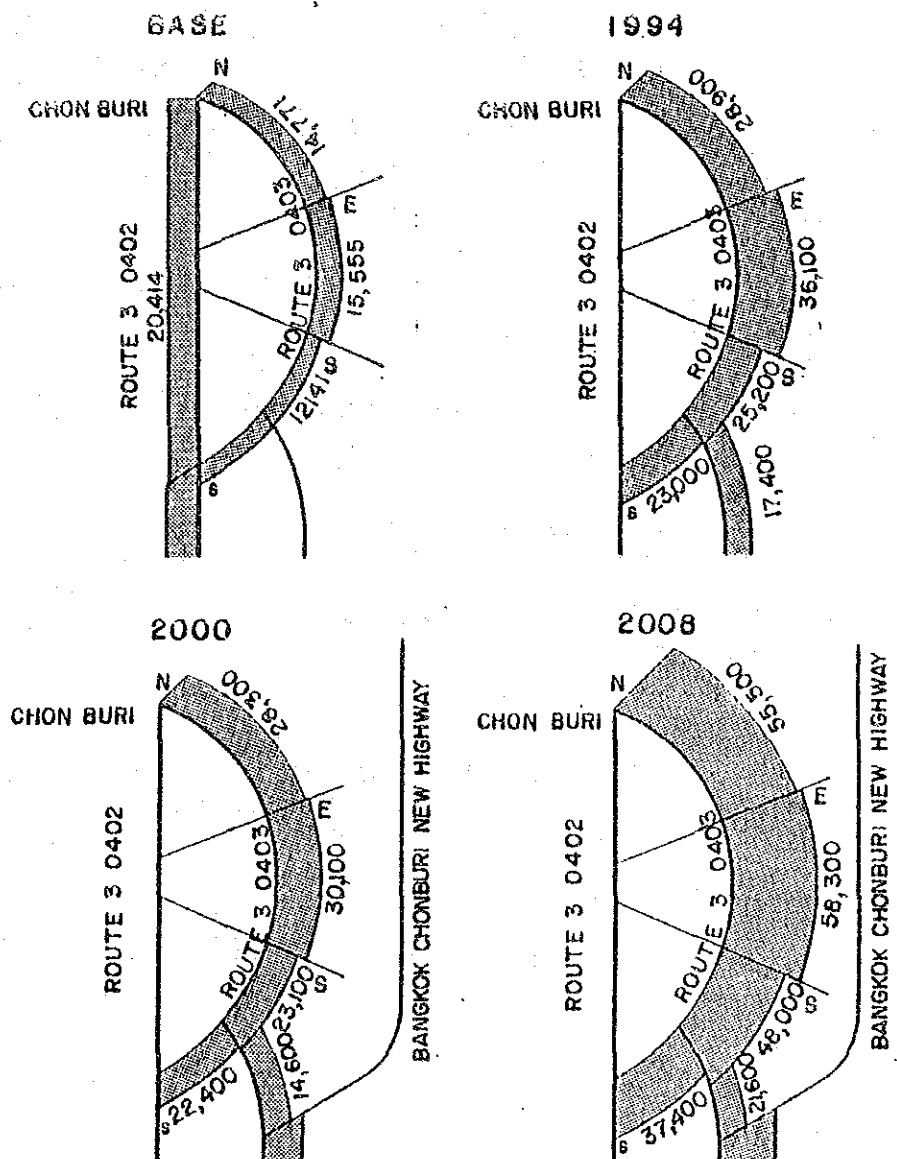 BASE
N
CHON BURI
14,771
E
ROUTE 3 0403
ROUTE 3 0402
20,414
15,555
S
12141
S
1994
N
CHON BURI
28,900
E
ROUTE 3 0403
ROUTE 3 0402
36,100
S
25,200
23,000
S
17,400
2000
N
CHON BURI
28,300
E
ROUTE 3 0403
ROUTE 3 0402
30,100
S
23,100
14,600
22,400
S
BANGKOK CHONBURI NEW HIGHWAY
2008
N
CHON BURI
55,500
E
ROUTE 3 0403
ROUTE 3 0402
58,300
S
48,000
21,600
37,400
S
BANGKOK CHONBURI NEW HIGHWAY